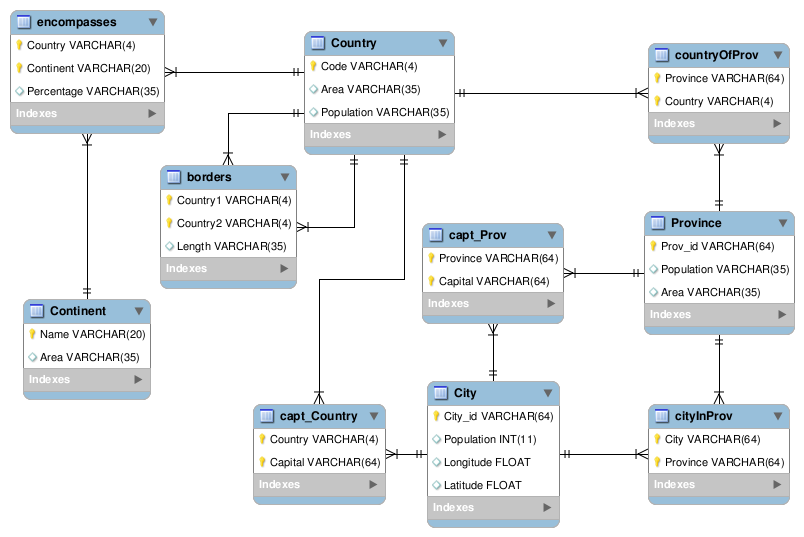 encompasses
Country VARCHAR(4)
Continent VARCHAR(20)
Percentage VARCHAR(35)
Indexes
Country
Code VARCHAR(4)
Area VARCHAR(35)
Population VARCHAR(35)
Indexes
countryOfProv
Province VARCHAR(64)
Country VARCHAR(4)
Indexes
borders
Country1 VARCHAR(4)
Country2 VARCHAR(4)
Length VARCHAR(35)
Indexes
capt_Prov
Province VARCHAR(64)
Capital VARCHAR(64)
Indexes
Province
Prov_id VARCHAR(64)
Population VARCHAR(35)
Area VARCHAR(35)
Indexes
Continent
Name VARCHAR(20)
Area VARCHAR(35)
Indexes
capt_Country
Country VARCHAR(4)
Capital VARCHAR(64)
Indexes
City
City_id VARCHAR(64)
Population INT(11)
Longitude FLOAT
Latitude FLOAT
Indexes
cityInProv
City VARCHAR(64)
Province VARCHAR(64)
Indexes